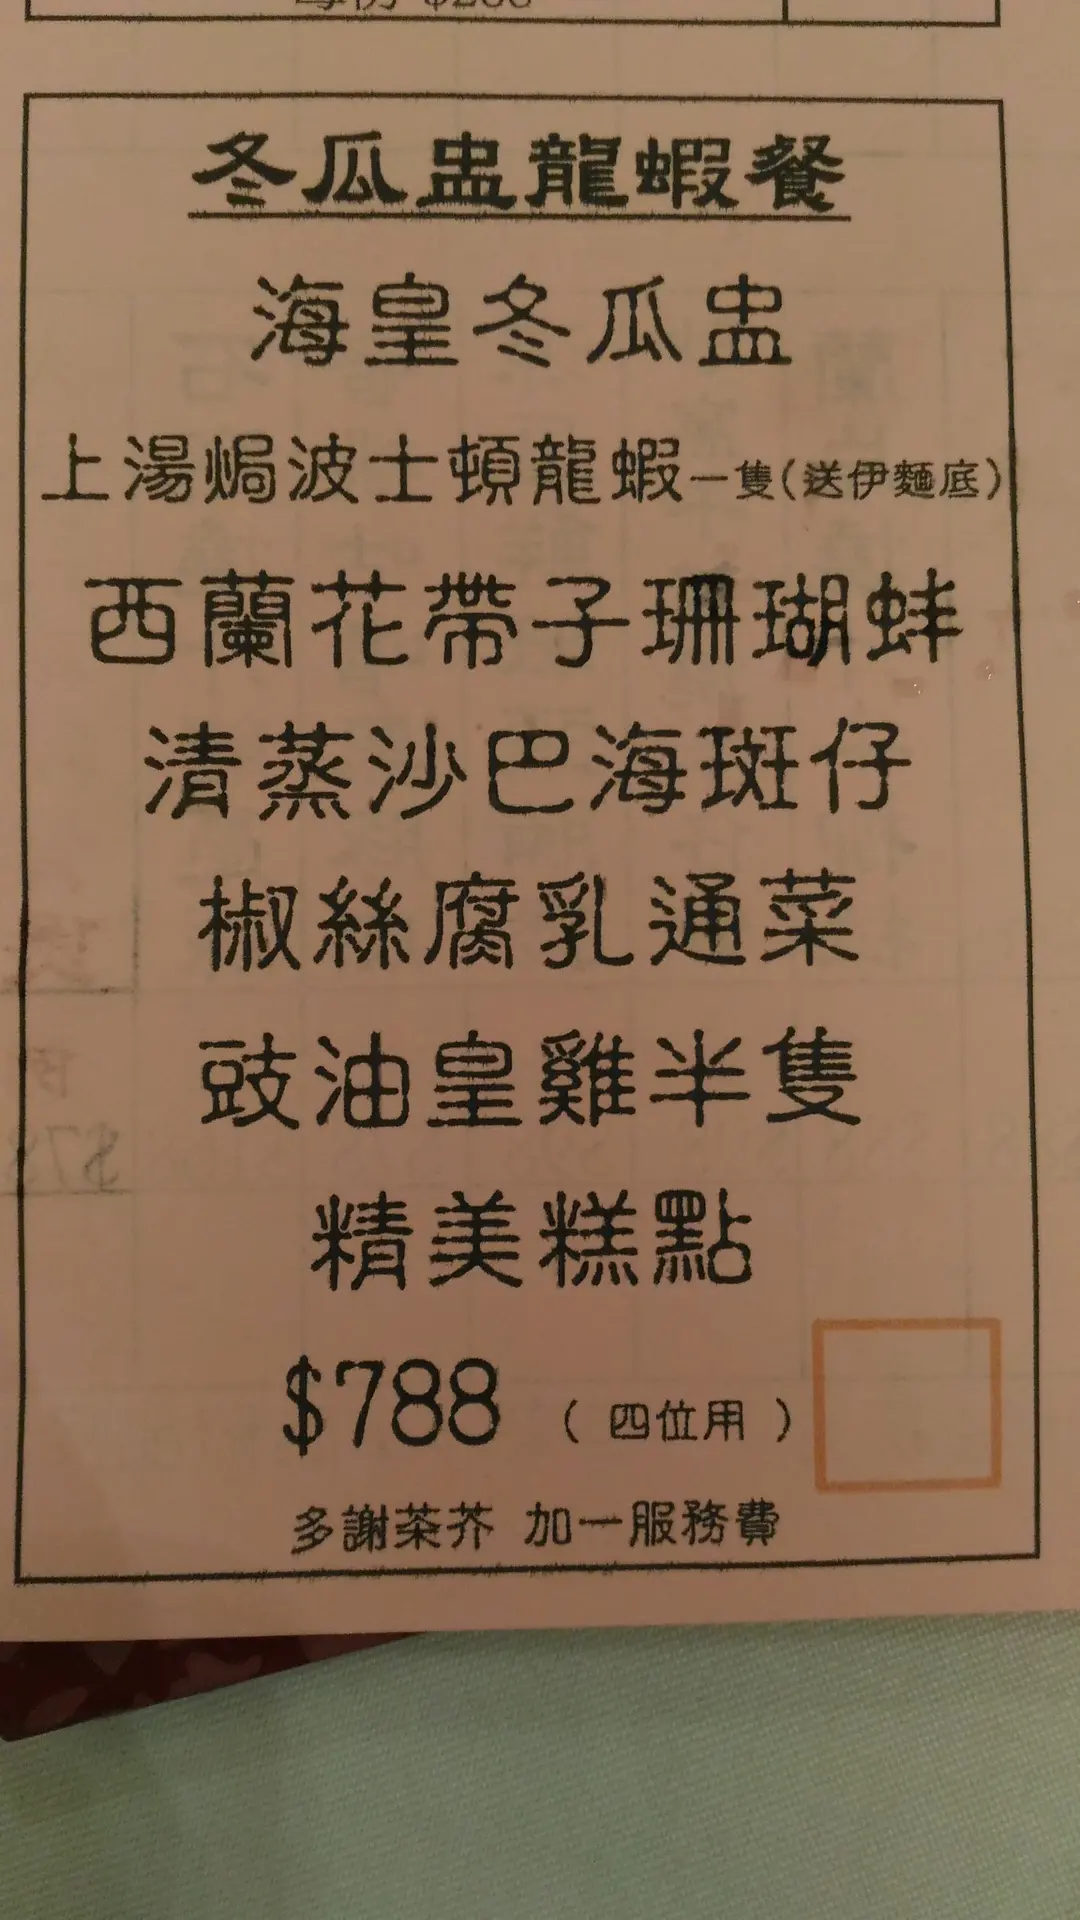 冬瓜盅龍蝦餐
海皇冬瓜盅
上湯焗波士頓龍蝦一隻(送伊麵底)
西蘭花帶子珊瑚蚌
清蒸沙巴海斑仔
椒絲腐乳通菜
豉油皇雞半隻
精美糕點
$788 ( 四位用 )
多謝茶芥 加一服務費